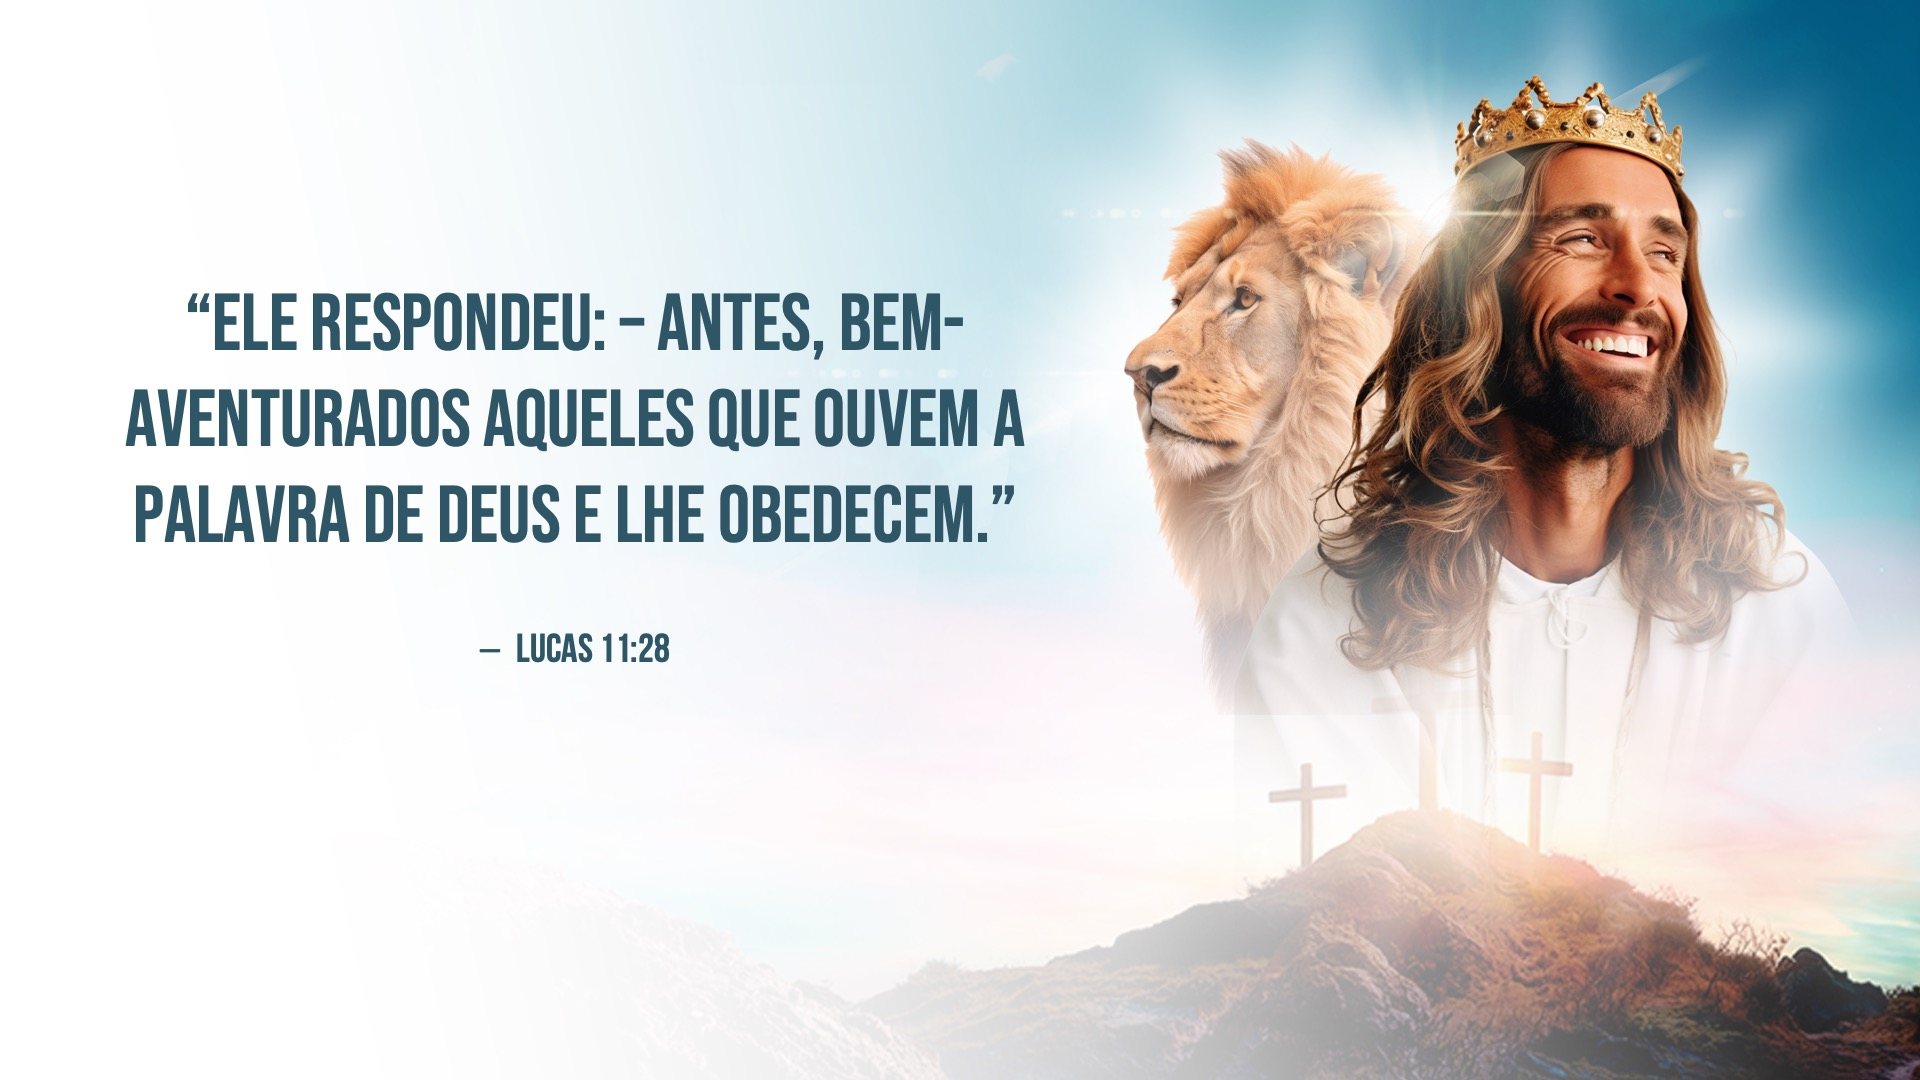 “ELE RESPONDEU: – ANTES, BEM-
AVENTURADOS AQUELES QUE OUVEM A
PALAVRA DE DEUS E LHE OBEDECEM.”
– LUCAS 11:28